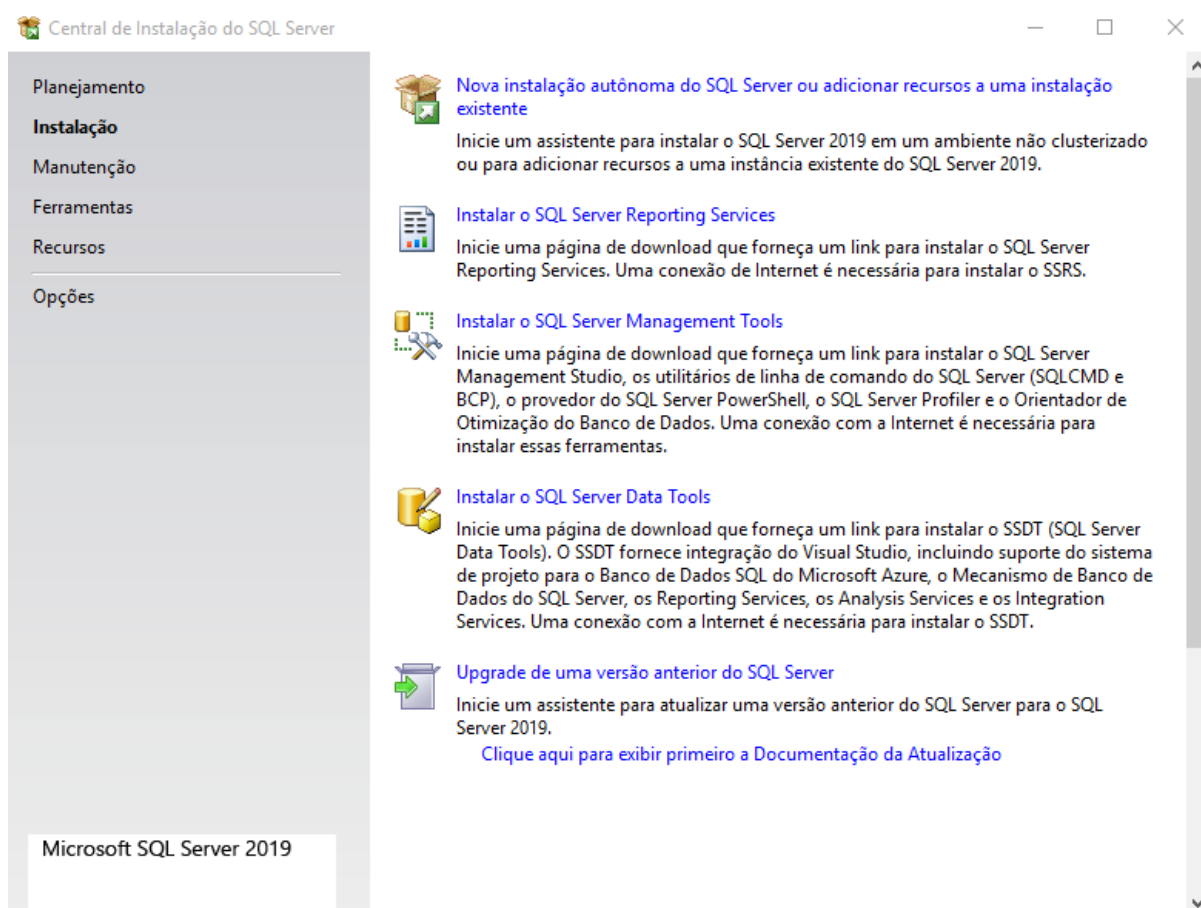 Central de Instalação do SQL Server
Planejamento
Instalação
Manutenção
Ferramentas
Recursos
Opções
Microsoft SQL Server 2019
Nova instalação autônoma do SQL Server ou adicionar recursos a uma instalação
existente
Inicie um assistente para instalar o SQL Server 2019 em um ambiente não clusterizado
ou para adicionar recursos a uma instância existente do SQL Server 2019.
Instalar o SQL Server Reporting Services
Inicie uma página de download que forneça um link para instalar o SQL Server
Reporting Services. Uma conexão de Internet é necessária para instalar o SSRS.
Instalar o SQL Server Management Tools
Inicie uma página de download que forneça um link para instalar o SQL Server
Management Studio, os utilitários de linha de comando do SQL Server (SQLCMD e
BCP), o provedor do SQL Server PowerShell, o SQL Server Profiler e o Orientador de
Otimização do Banco de Dados. Uma conexão com a Internet é necessária para
instalar essas ferramentas.
Instalar o SQL Server Data Tools
Inicie uma página de download que forneça um link para instalar o SSDT (SQL Server
Data Tools). O SSDT fornece integração do Visual Studio, incluindo suporte do sistema
de projeto para o Banco de Dados SQL do Microsoft Azure, o Mecanismo de Banco de
Dados do SQL Server, os Reporting Services, os Analysis Services e os Integration
Services. Uma conexão com a Internet é necessária para instalar o SSDT.
Upgrade de uma versão anterior do SQL Server
Inicie um assistente para atualizar uma versão anterior do SQL Server para o SQL
Server 2019.
Clique aqui para exibir primeiro a Documentação da Atualização